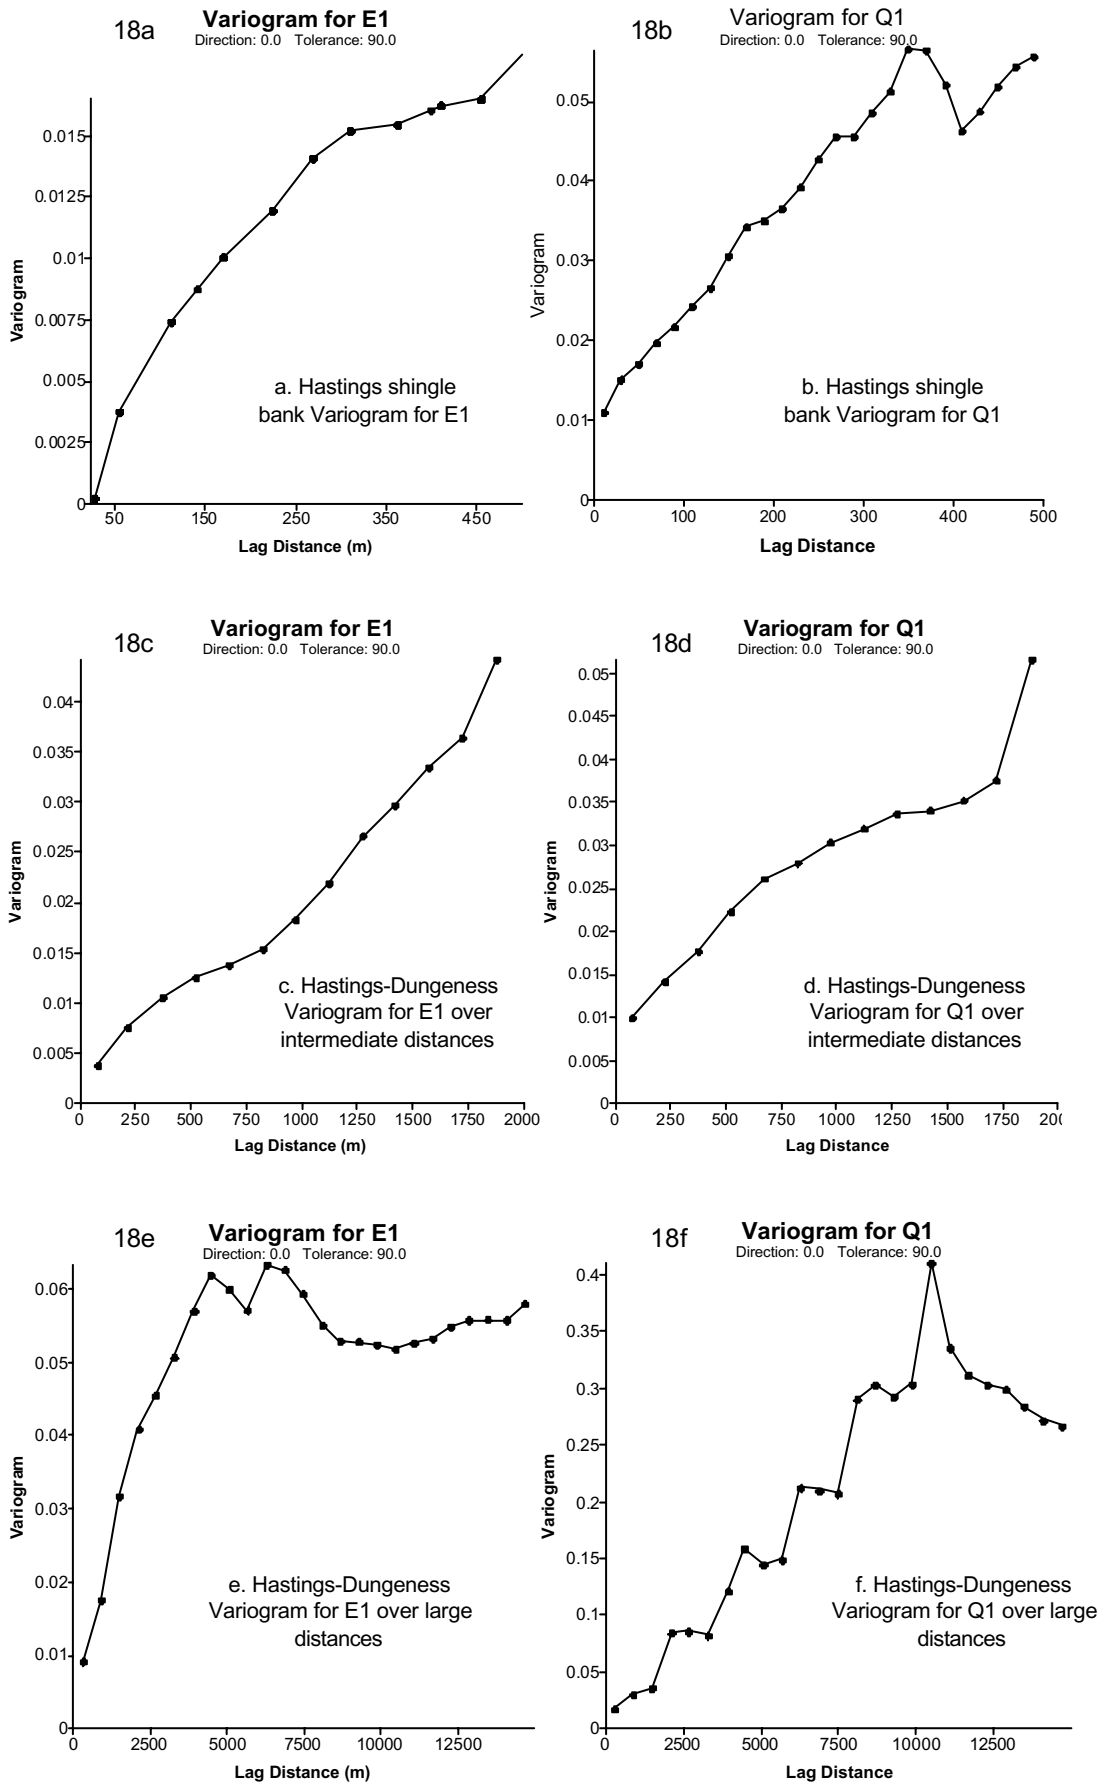 18a
Variogram for E1
Direction: 0.0 Tolerance: 90.0
Variogram
0.015
0.0125
0.01
0.0075
0.005
0.0025
0
a. Hastings shingle
bank Variogram for E1
50 150 250 350 450
Lag Distance (m)
18b
Variogram for Q1
Direction: 0.0 Tolerance: 90.0
Variogram
0.05
0.04
0.03
0.02
0.01
0
b. Hastings shingle
bank Variogram for Q1
0 100 200 300 400 500
Lag Distance
18c
Variogram for E1
Direction: 0.0 Tolerance: 90.0
Variogram
0.04
0.035
0.03
0.025
0.02
0.015
0.01
0.005
0
c. Hastings-Dungeness
Variogram for E1 over
intermediate distances
0 250 500 750 1000 1250 1500 1750 2000
Lag Distance (m)
18d
Variogram for Q1
Direction: 0.0 Tolerance: 90.0
Variogram
0.05
0.045
0.04
0.035
0.03
0.025
0.02
0.015
0.01
0.005
0
d. Hastings-Dungeness
Variogram for Q1 over
intermediate distances
0 250 500 750 1000 1250 1500 1750 20
Lag Distance
18e
Variogram for E1
Direction: 0.0 Tolerance: 90.0
Variogram
0.06
0.05
0.04
0.03
0.02
0.01
0
e. Hastings-Dungeness
Variogram for E1 over large
distances
0 2500 5000 7500 10000 12500
Lag Distance (m)
18f
Variogram for Q1
Direction: 0.0 Tolerance: 90.0
Variogram
0.4
0.35
0.3
0.25
0.2
0.15
0.1
0.05
0
f. Hastings-Dungeness
Variogram for Q1 over large
distances
0 2500 5000 7500 10000 12500
Lag Distance